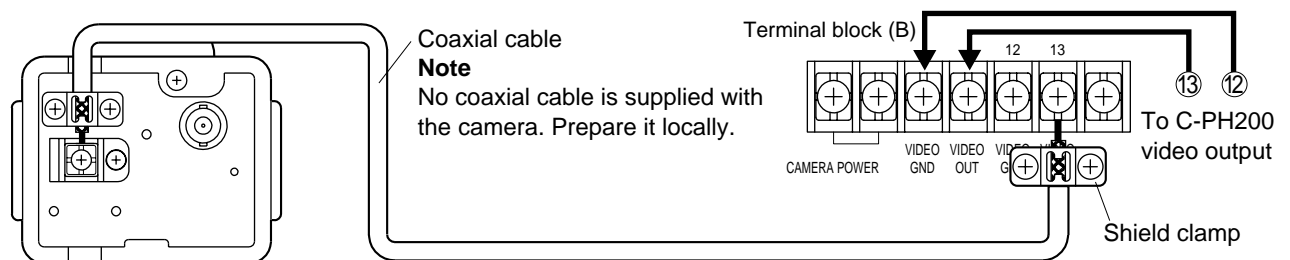 Coaxial cable
Note
No coaxial cable is supplied with
the camera. Prepare it locally.
Terminal block (B)
12 13
⑬ ⑫
To C-PH200
video output
CAMERA POWER
VIDEO GND
VIDEO OUT
Shield clamp